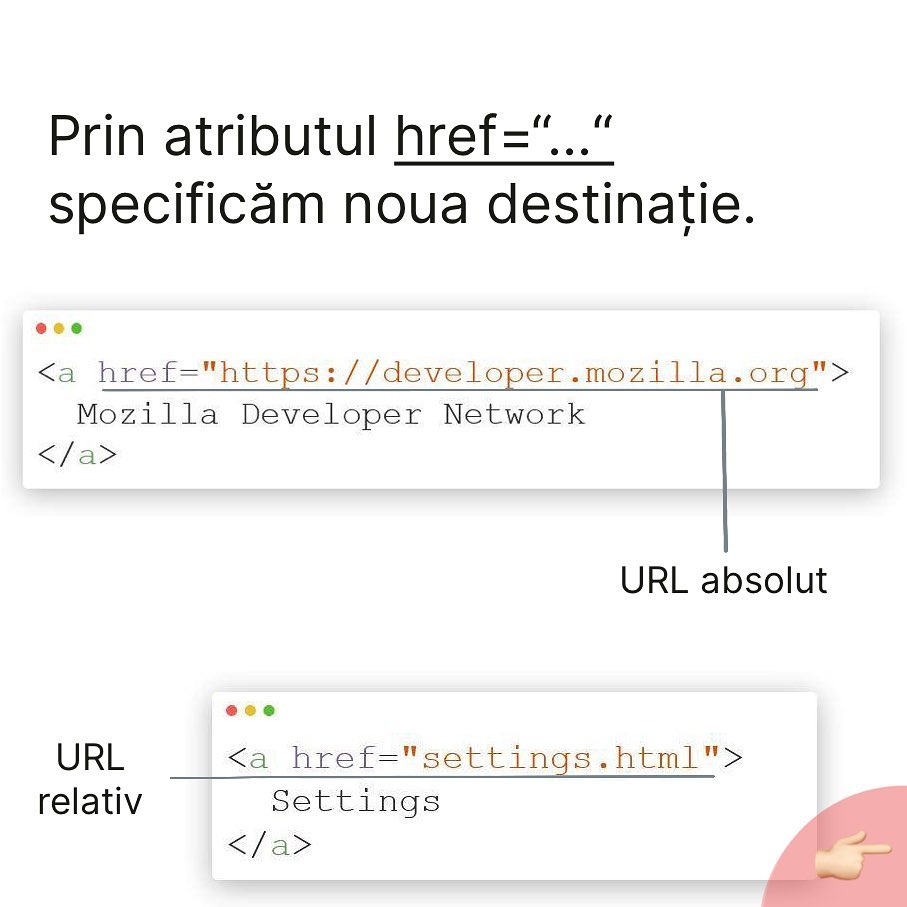 Prin atributul href=“...“
specificăm noua destinație.
<a href="https://developer.mozilla.org">
Mozilla Developer Network
</a>
URL absolut
URL
relativ
<a href="settings.html">
Settings
</a>